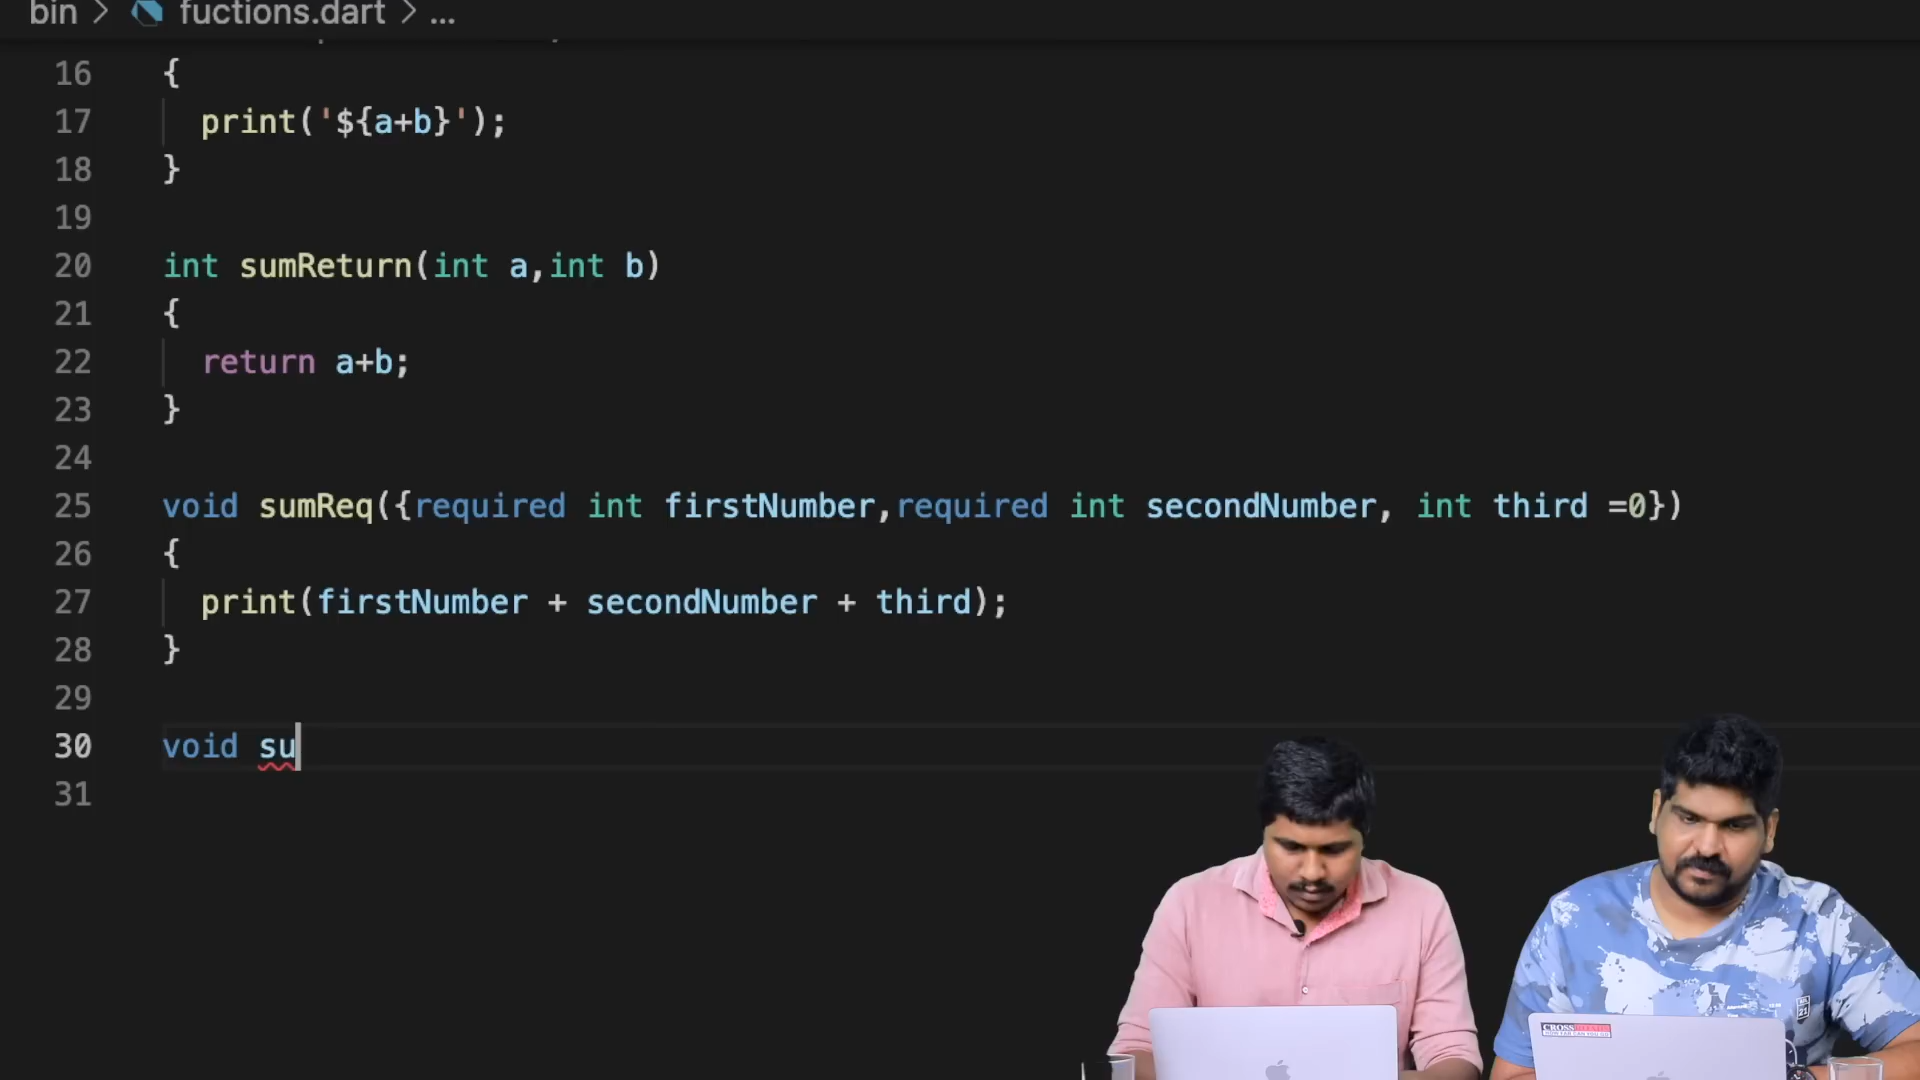 bin > fuctions.dart > ...
16 {
17 print('${a+b}');
18 }
19
20 int sumReturn(int a,int b)
21 {
22 return a+b;
23 }
24
25 void sumReq({required int firstNumber,required int secondNumber, int third =0})
26 {
27 print(firstNumber + secondNumber + third);
28 }
29
30 void su
31
CROSS